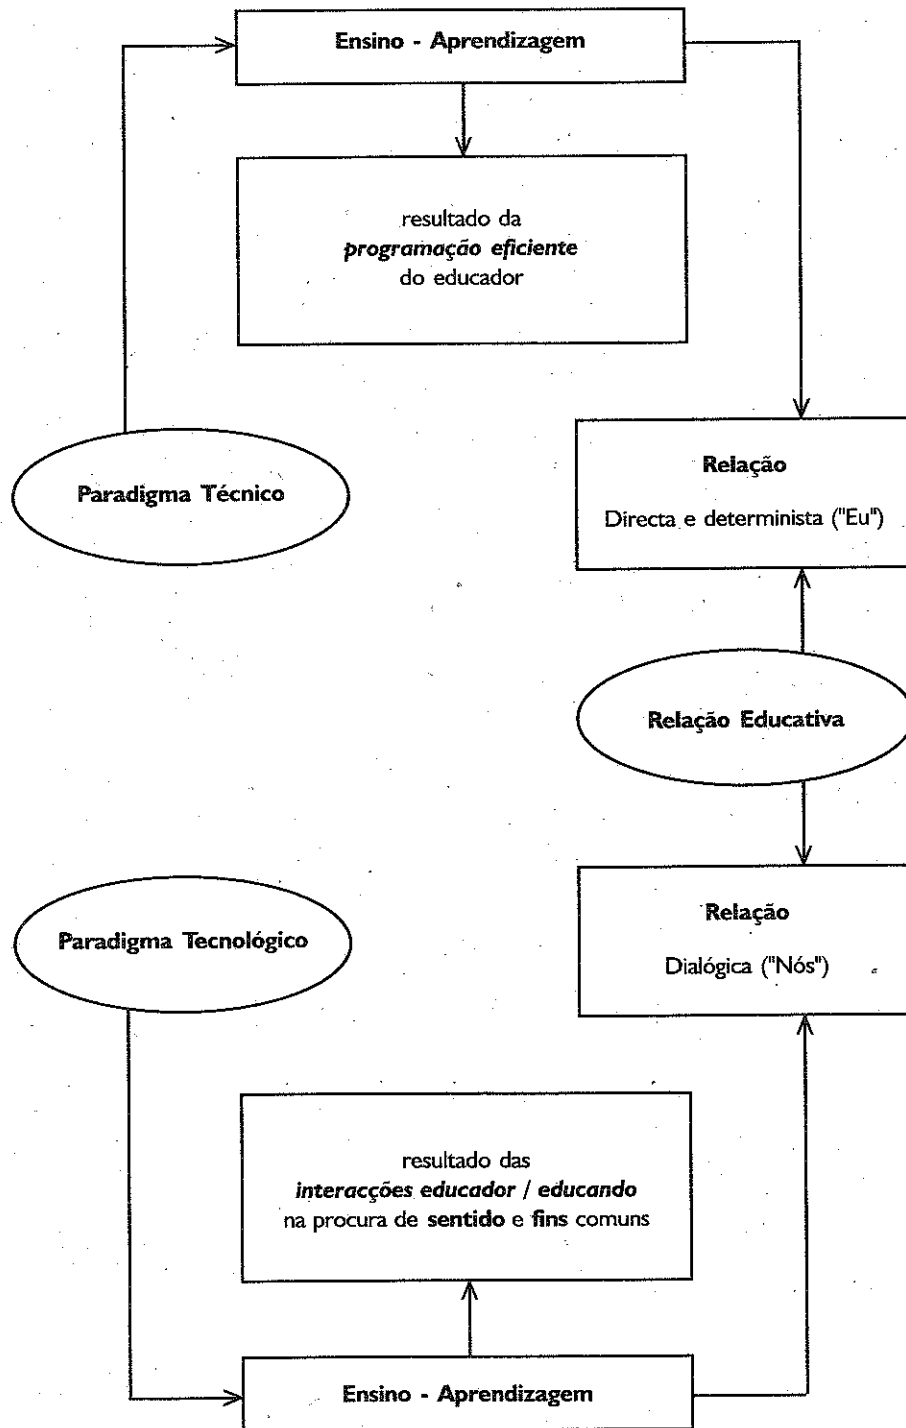 Ensino - Aprendizagem
resultado da
programação eficiente
do educador
Paradigma Técnico
Relação
Directa e determinista ("Eu")
Relação Educativa
Paradigma Tecnológico
Relação
Dialógica ("Nós")
resultado das
interacções educador / educando
na procura de sentido e fins comuns
Ensino - Aprendizagem